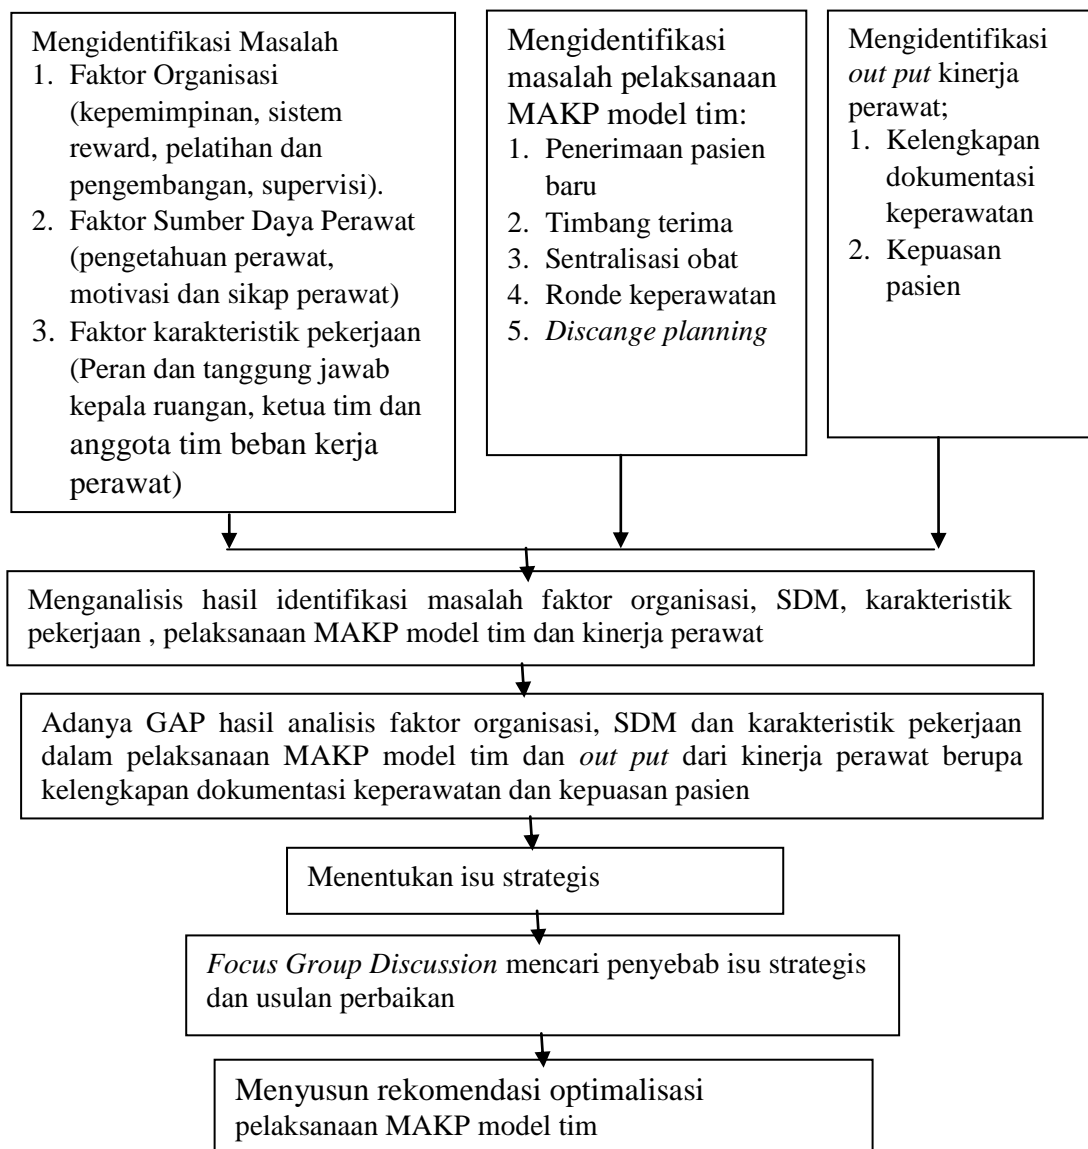 Mengidentifikasi Masalah
1. Faktor Organisasi
(kepemimpinan, sistem
reward, pelatihan dan
pengembangan, supervisi).
2. Faktor Sumber Daya Perawat
(pengetahuan perawat,
motivasi dan sikap perawat)
3. Faktor karakteristik pekerjaan
(Peran dan tanggung jawab
kepala ruangan, ketua tim dan
anggota tim beban kerja
perawat)
Mengidentifikasi
masalah pelaksanaan
MAKP model tim:
1. Penerimaan pasien
baru
2. Timbang terima
3. Sentralisasi obat
4. Ronde keperawatan
5. Discange planning
Mengidentifikasi
out put kinerja
perawat;
1. Kelengkapan
dokumentasi
keperawatan
2. Kepuasan
pasien
Menganalisis hasil identifikasi masalah faktor organisasi, SDM, karakteristik
pekerjaan , pelaksanaan MAKP model tim dan kinerja perawat
Adanya GAP hasil analisis faktor organisasi, SDM dan karakteristik pekerjaan
dalam pelaksanaan MAKP model tim dan out put dari kinerja perawat berupa
kelengkapan dokumentasi keperawatan dan kepuasan pasien
Menentukan isu strategis
Focus Group Discussion mencari penyebab isu strategis
dan usulan perbaikan
Menyusun rekomendasi optimalisasi
pelaksanaan MAKP model tim